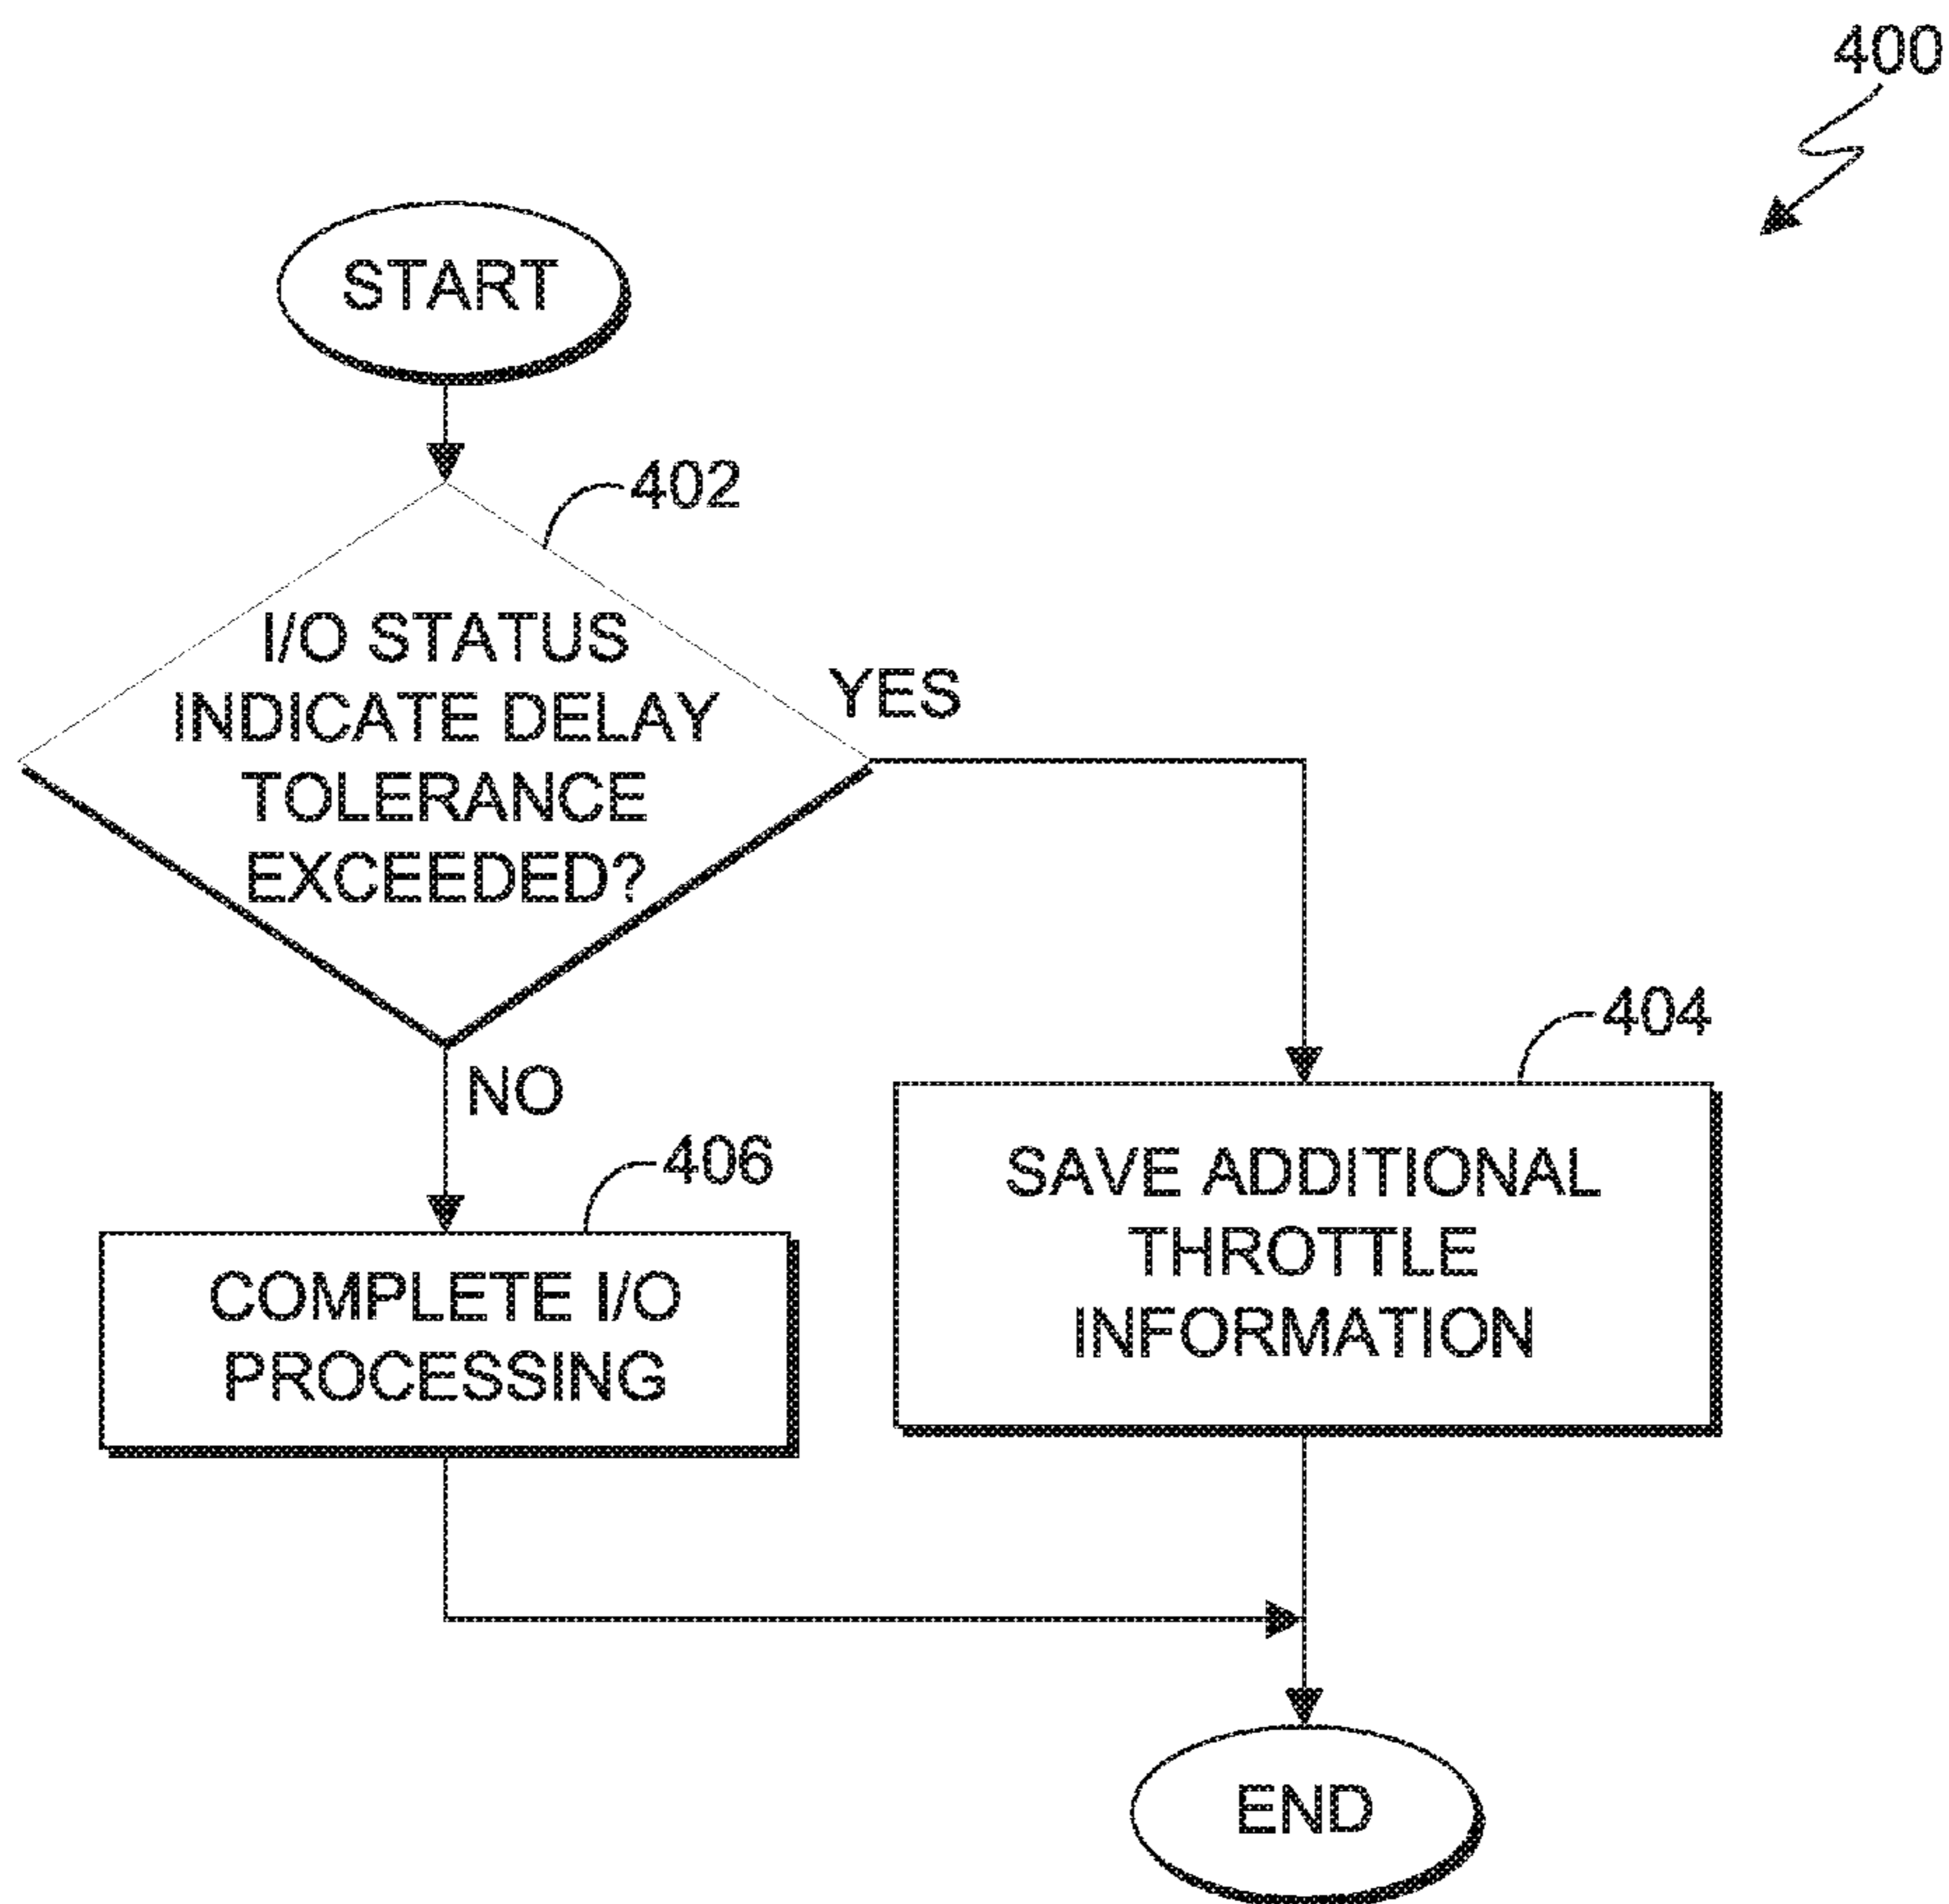 400
START
402
I/O STATUS
INDICATE DELAY
TOLERANCE
EXCEEDED?
YES
NO
404
SAVE ADDITIONAL
THROTTLE
INFORMATION
406
COMPLETE I/O
PROCESSING
END